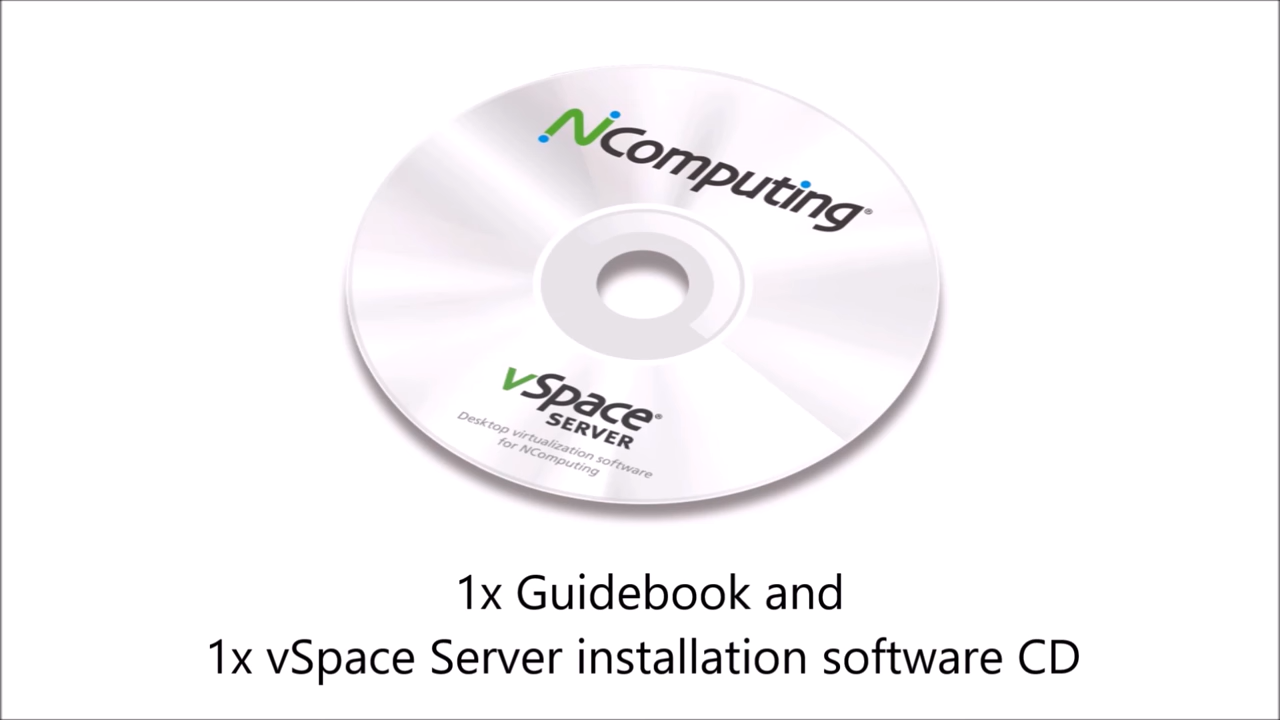 NComputing®
vSpace®
SERVER
Desktop virtualization software
for NComputing
1x Guidebook and
1x vSpace Server installation software CD